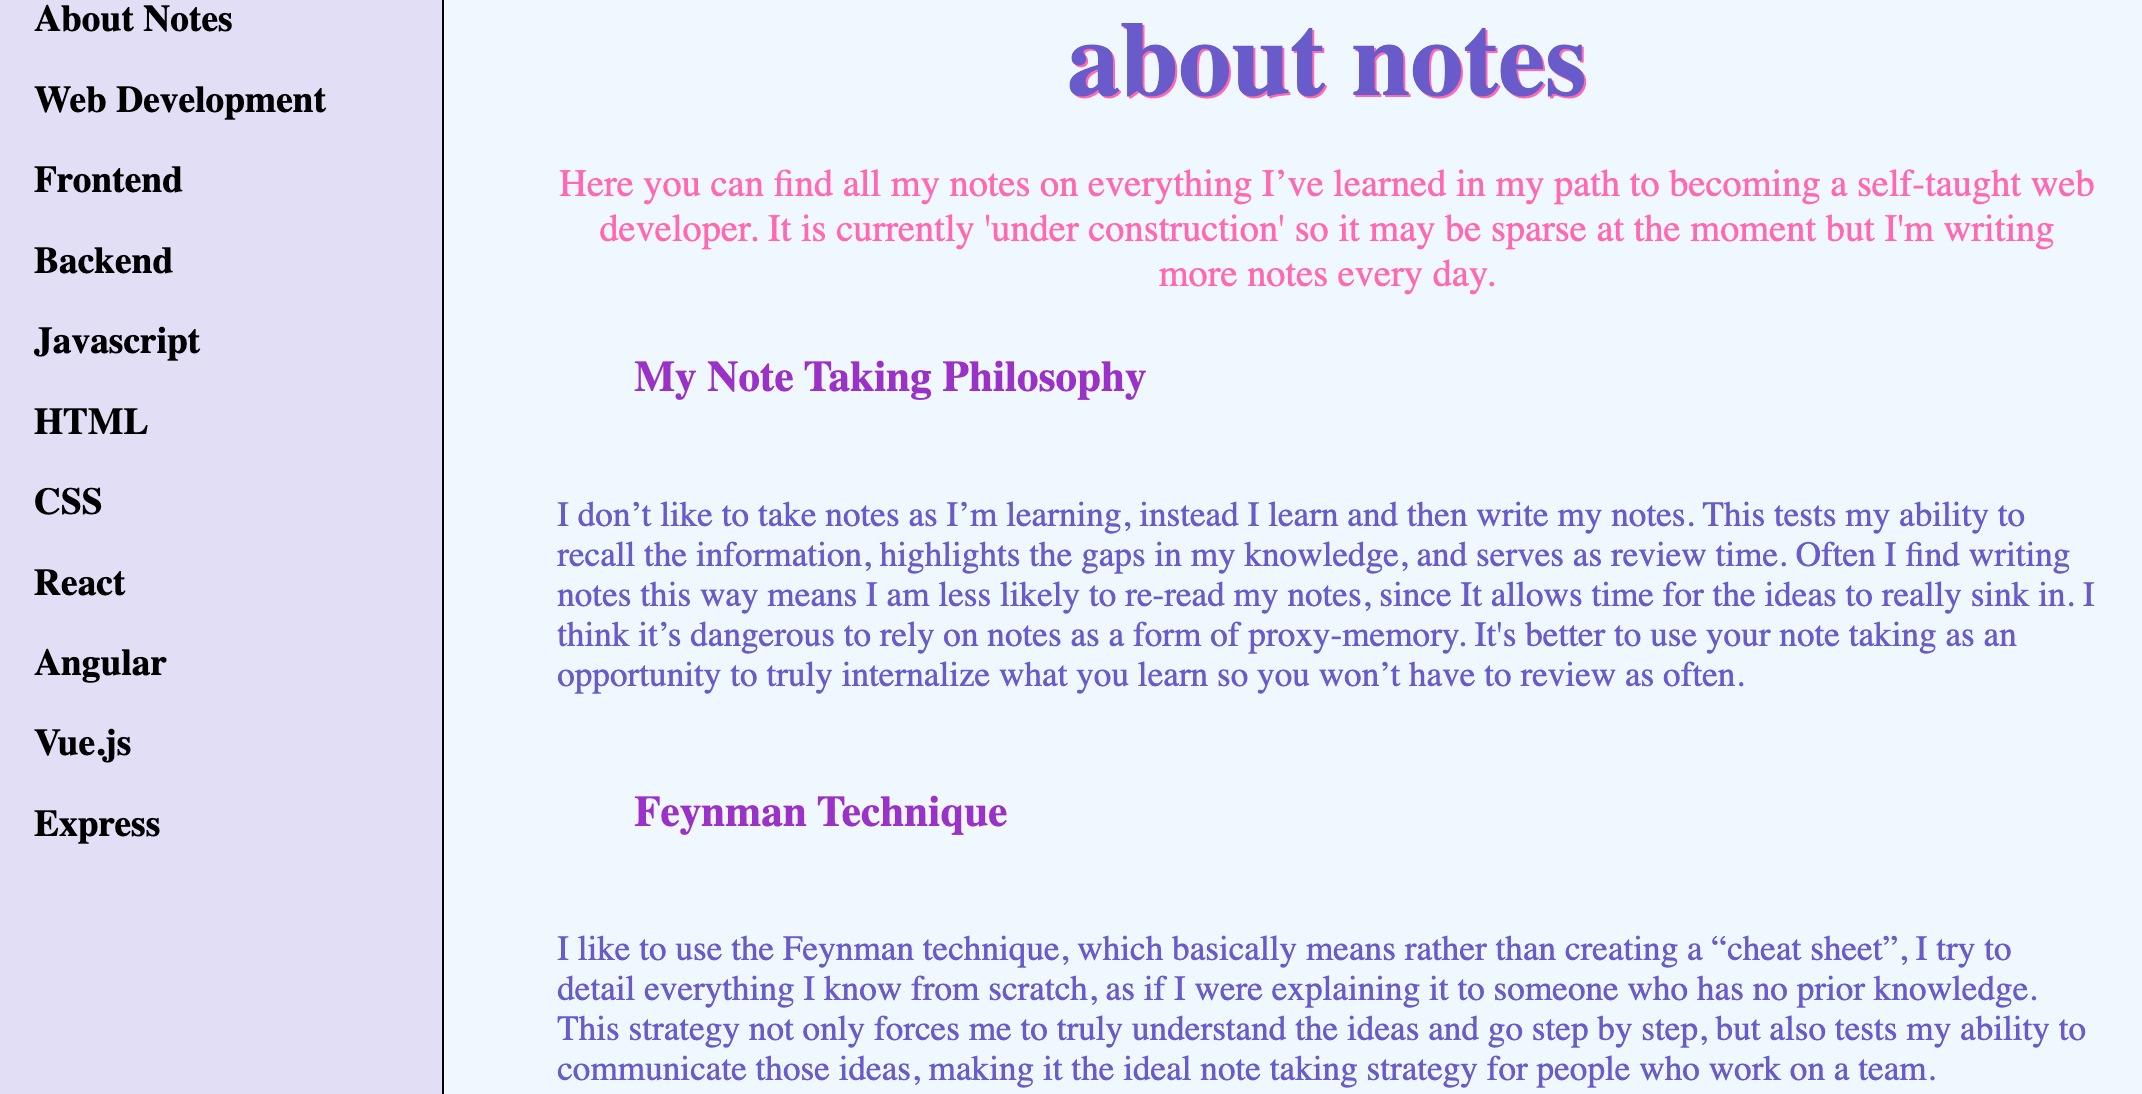 About Notes
Web Development
Frontend
Backend
Javascript
HTML
CSS
React
Angular
Vue.js
Express
about notes
Here you can find all my notes on everything I’ve learned in my path to becoming a self-taught web
developer. It is currently 'under construction' so it may be sparse at the moment but I'm writing
more notes every day.
My Note Taking Philosophy
I don’t like to take notes as I’m learning, instead I learn and then write my notes. This tests my ability to
recall the information, highlights the gaps in my knowledge, and serves as review time. Often I find writing
notes this way means I am less likely to re-read my notes, since It allows time for the ideas to really sink in. I
think it’s dangerous to rely on notes as a form of proxy-memory. It's better to use your note taking as an
opportunity to truly internalize what you learn so you won’t have to review as often.
Feynman Technique
I like to use the Feynman technique, which basically means rather than creating a “cheat sheet”, I try to
detail everything I know from scratch, as if I were explaining it to someone who has no prior knowledge.
This strategy not only forces me to truly understand the ideas and go step by step, but also tests my ability to
communicate those ideas, making it the ideal note taking strategy for people who work on a team.